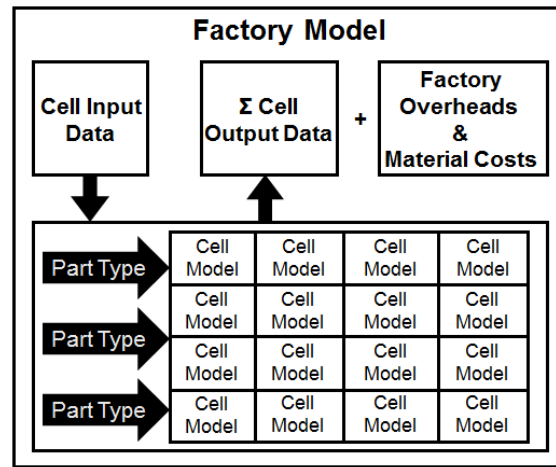 Factory Model
Cell Input
Data
Σ Cell
Output Data
+
Factory
Overheads
&
Material Costs
Part Type
Cell
Model
Cell
Model
Cell
Model
Cell
Model
Cell
Model
Cell
Model
Cell
Model
Cell
Model
Part Type
Cell
Model
Cell
Model
Cell
Model
Cell
Model
Part Type
Cell
Model
Cell
Model
Cell
Model
Cell
Model